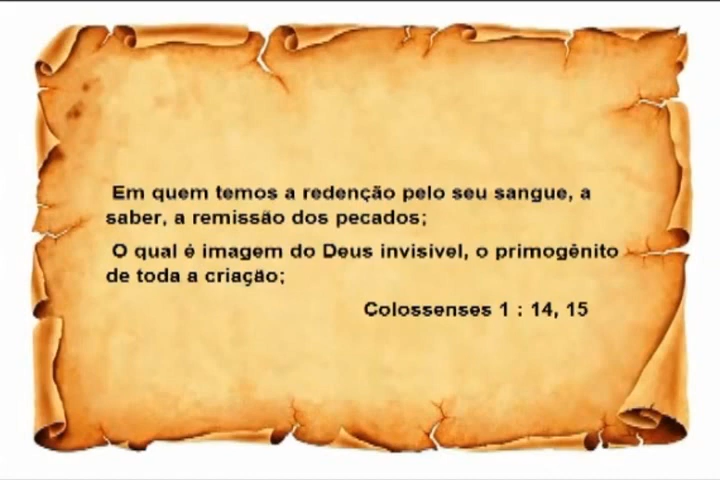 Em quem temos a redenção pelo seu sangue, a
saber, a remissão dos pecados;
O qual é imagem do Deus invisivel, o primogênito
de toda a criação;
Colossenses 1 : 14, 15